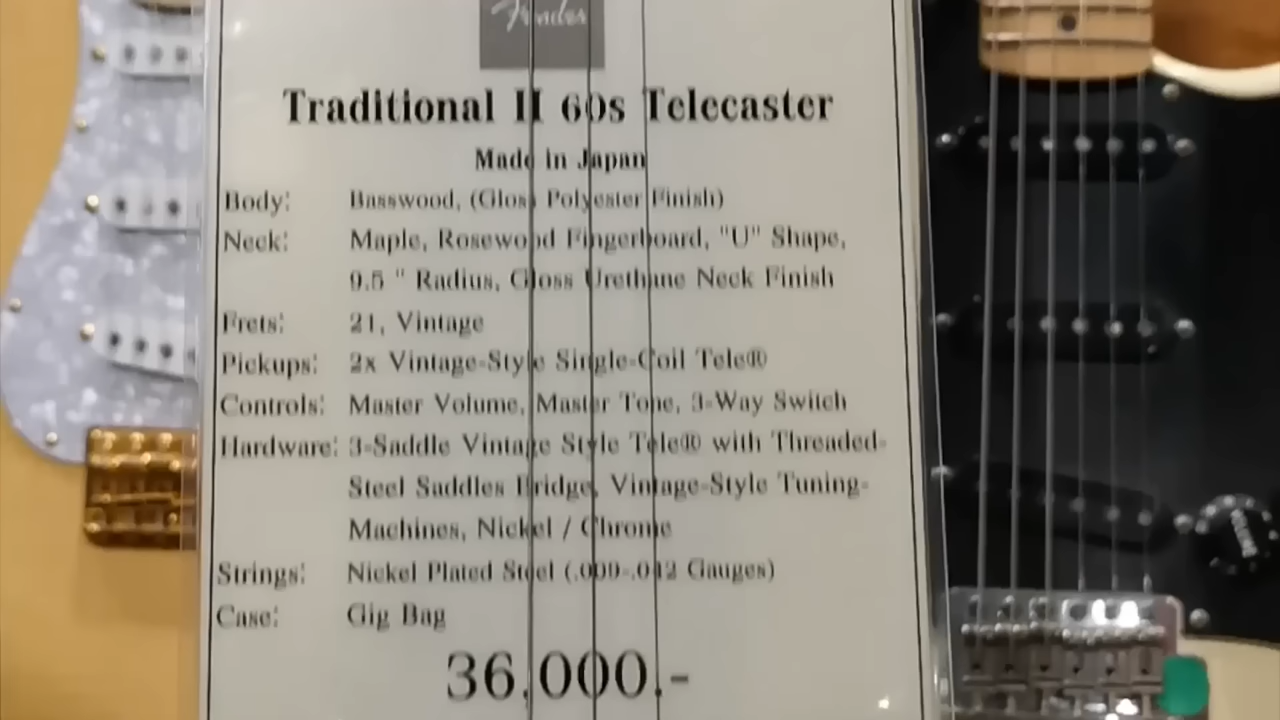 Fender
Traditional II 60s Telecaster
Made in Japan
Body: Basswood, (Gloss Polyester Finish)
Neck: Maple, Rosewood Fingerboard, "U" Shape,
9.5 " Radius, Gloss Urethane Neck Finish
Frets: 21, Vintage
Pickups: 2x Vintage-Style Single-Coil Tele®
Controls: Master Volume, Master Tone, 3-Way Switch
Hardware: 3-Saddle Vintage Style Tele® with Threaded-
Steel Saddles Bridge, Vintage-Style Tuning-
Machines, Nickel / Chrome
Strings: Nickel Plated Steel (.009-.042 Gauges)
Case: Gig Bag
36,000.-
VOLUME